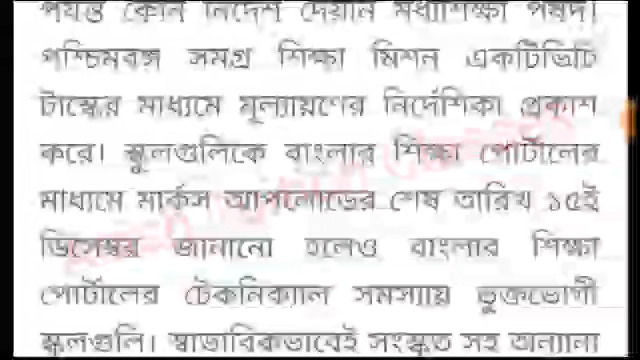 পর্যন্ত কোন নির্দেশ দেয়নি মধ্যশিক্ষা পর্ষদ।
পশ্চিমবঙ্গ সমগ্র শিক্ষা মিশন একটিভিটি
টাস্কের মাধ্যমে মূল্যায়ণের নির্দেশিকা প্রকাশ
করে। স্কুলগুলিকে বাংলার শিক্ষা পোর্টালের
মাধ্যমে মার্কস আপলোডের শেষ তারিখ ১৫ই
ডিসেম্বর জানানো হলেও বাংলার শিক্ষা
পোর্টালের টেকনিক্যাল সমস্যায় ভুক্তভোগী
স্কুলগুলি। স্বাভাবিকভাবেই সংস্কৃত সহ অন্যান্য